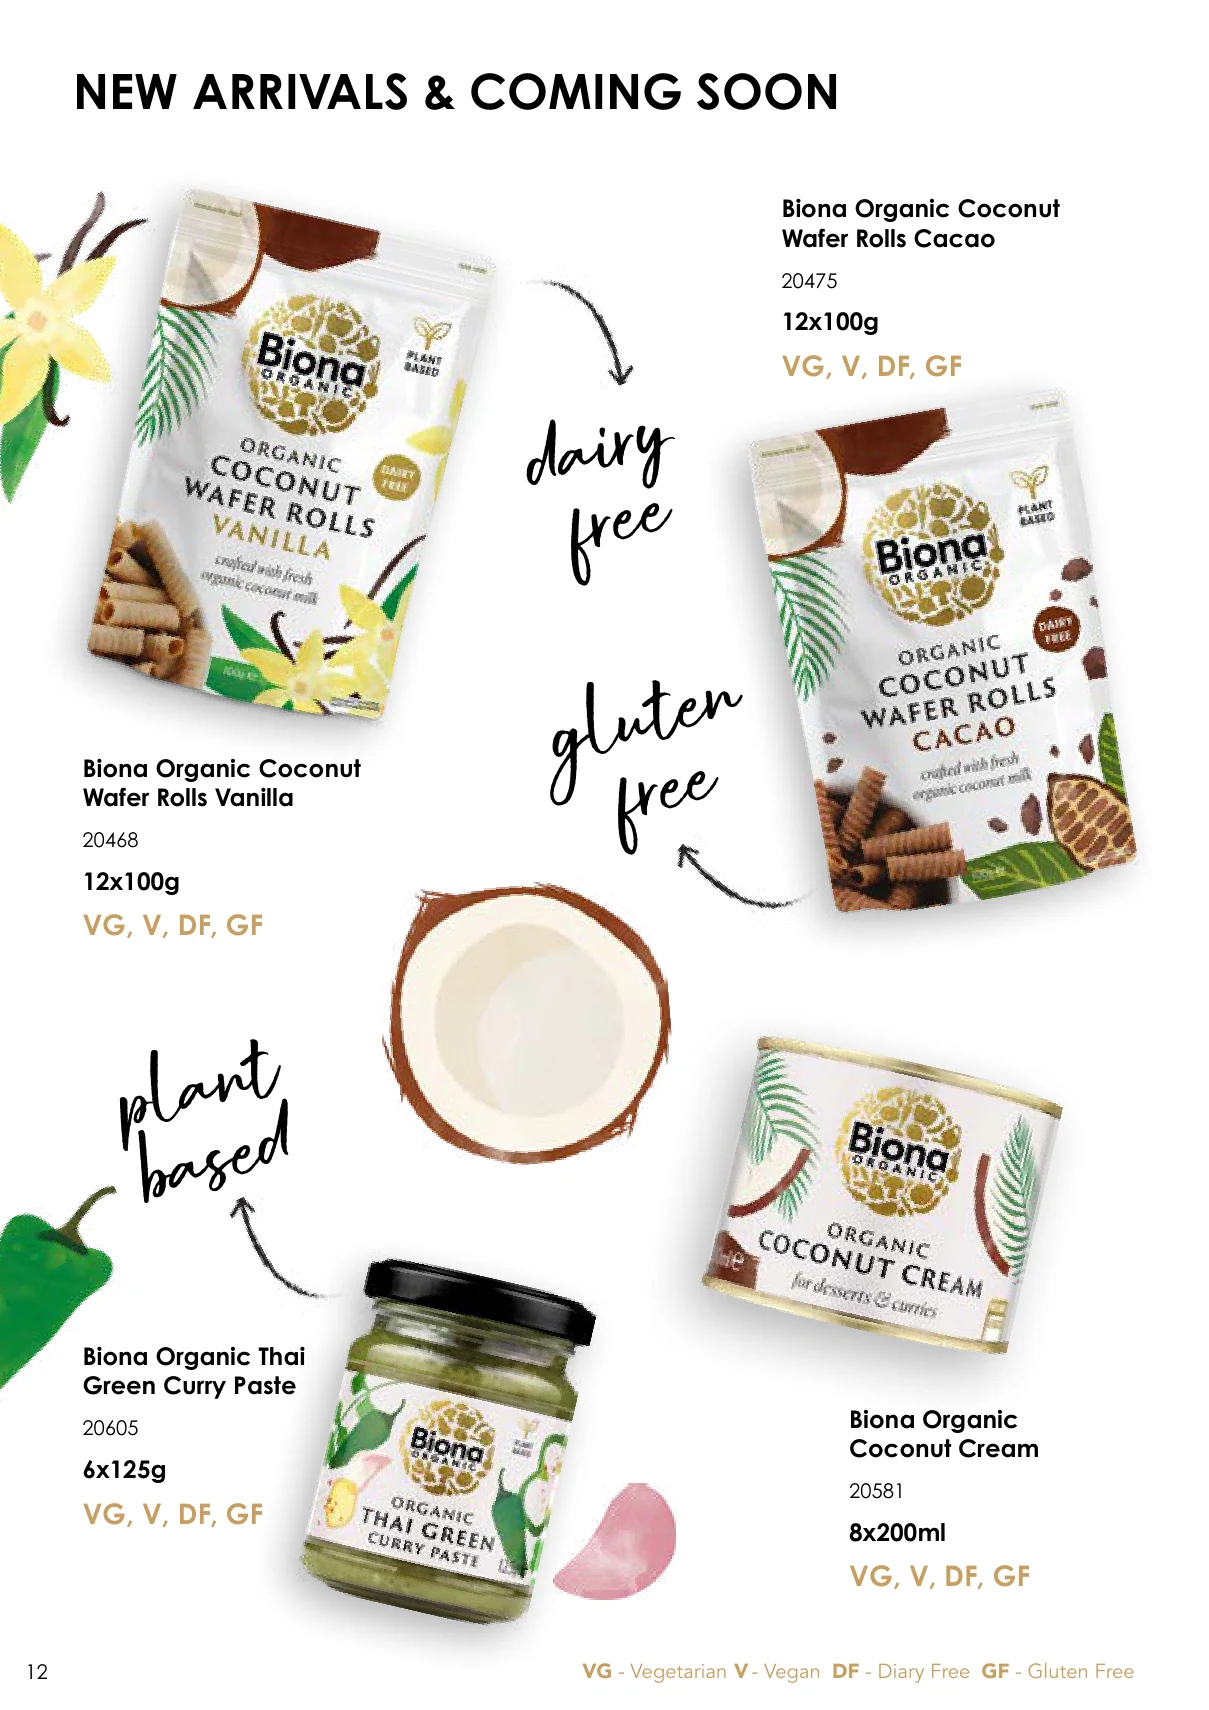 NEW ARRIVALS & COMING SOON
Biona
ORGANIC
PLANT
BASED
ORGANIC
COCONUT
WAFER ROLLS
VANILLA
DAIRY
FREE
crafted with fresh
organic coconut milk
100g
Biona Organic Coconut
Wafer Rolls Vanilla
20468
12x100g
VG, V, DF, GF
dairy
free
gluten
free
Biona Organic Coconut
Wafer Rolls Cacao
20475
12x100g
VG, V, DF, GF
Biona
ORGANIC
PLANT
BASED
DAIRY
FREE
ORGANIC
COCONUT
WAFER ROLLS
CACAO
crafted with fresh
organic coconut milk
plant
based
Biona Organic Thai
Green Curry Paste
20605
6x125g
VG, V, DF, GF
Biona
ORGANIC
PLANT
BASED
ORGANIC
THAI GREEN
CURRY PASTE
Biona
ORGANIC
ORGANIC
COCONUT CREAM
for desserts & curries
Biona Organic
Coconut Cream
20581
8x200ml
VG, V, DF, GF
12
VG - Vegetarian V - Vegan DF - Diary Free GF - Gluten Free